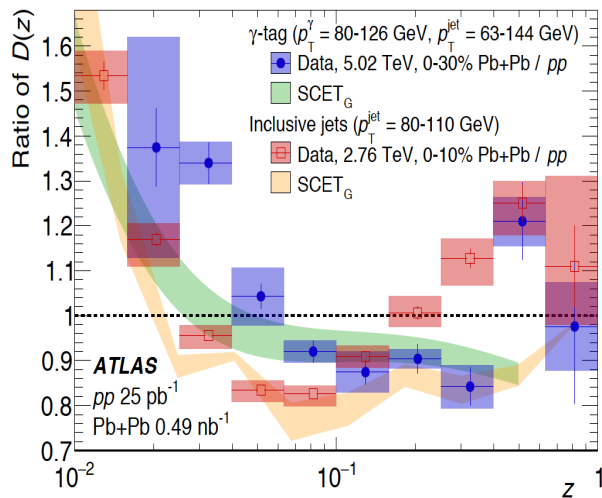 γ-tag (p_T^γ = 80-126 GeV, p_T^jet = 63-144 GeV)
Data, 5.02 TeV, 0-30% Pb+Pb / pp
SCET_G
Inclusive jets (p_T^jet = 80-110 GeV)
Data, 2.76 TeV, 0-10% Pb+Pb / pp
SCET_G
Ratio of D(z)
1.6
1.5
1.4
1.3
1.2
1.1
1
0.9
0.8
0.7
ATLAS
pp 25 pb⁻¹
Pb+Pb 0.49 nb⁻¹
10⁻²
10⁻¹
1
z